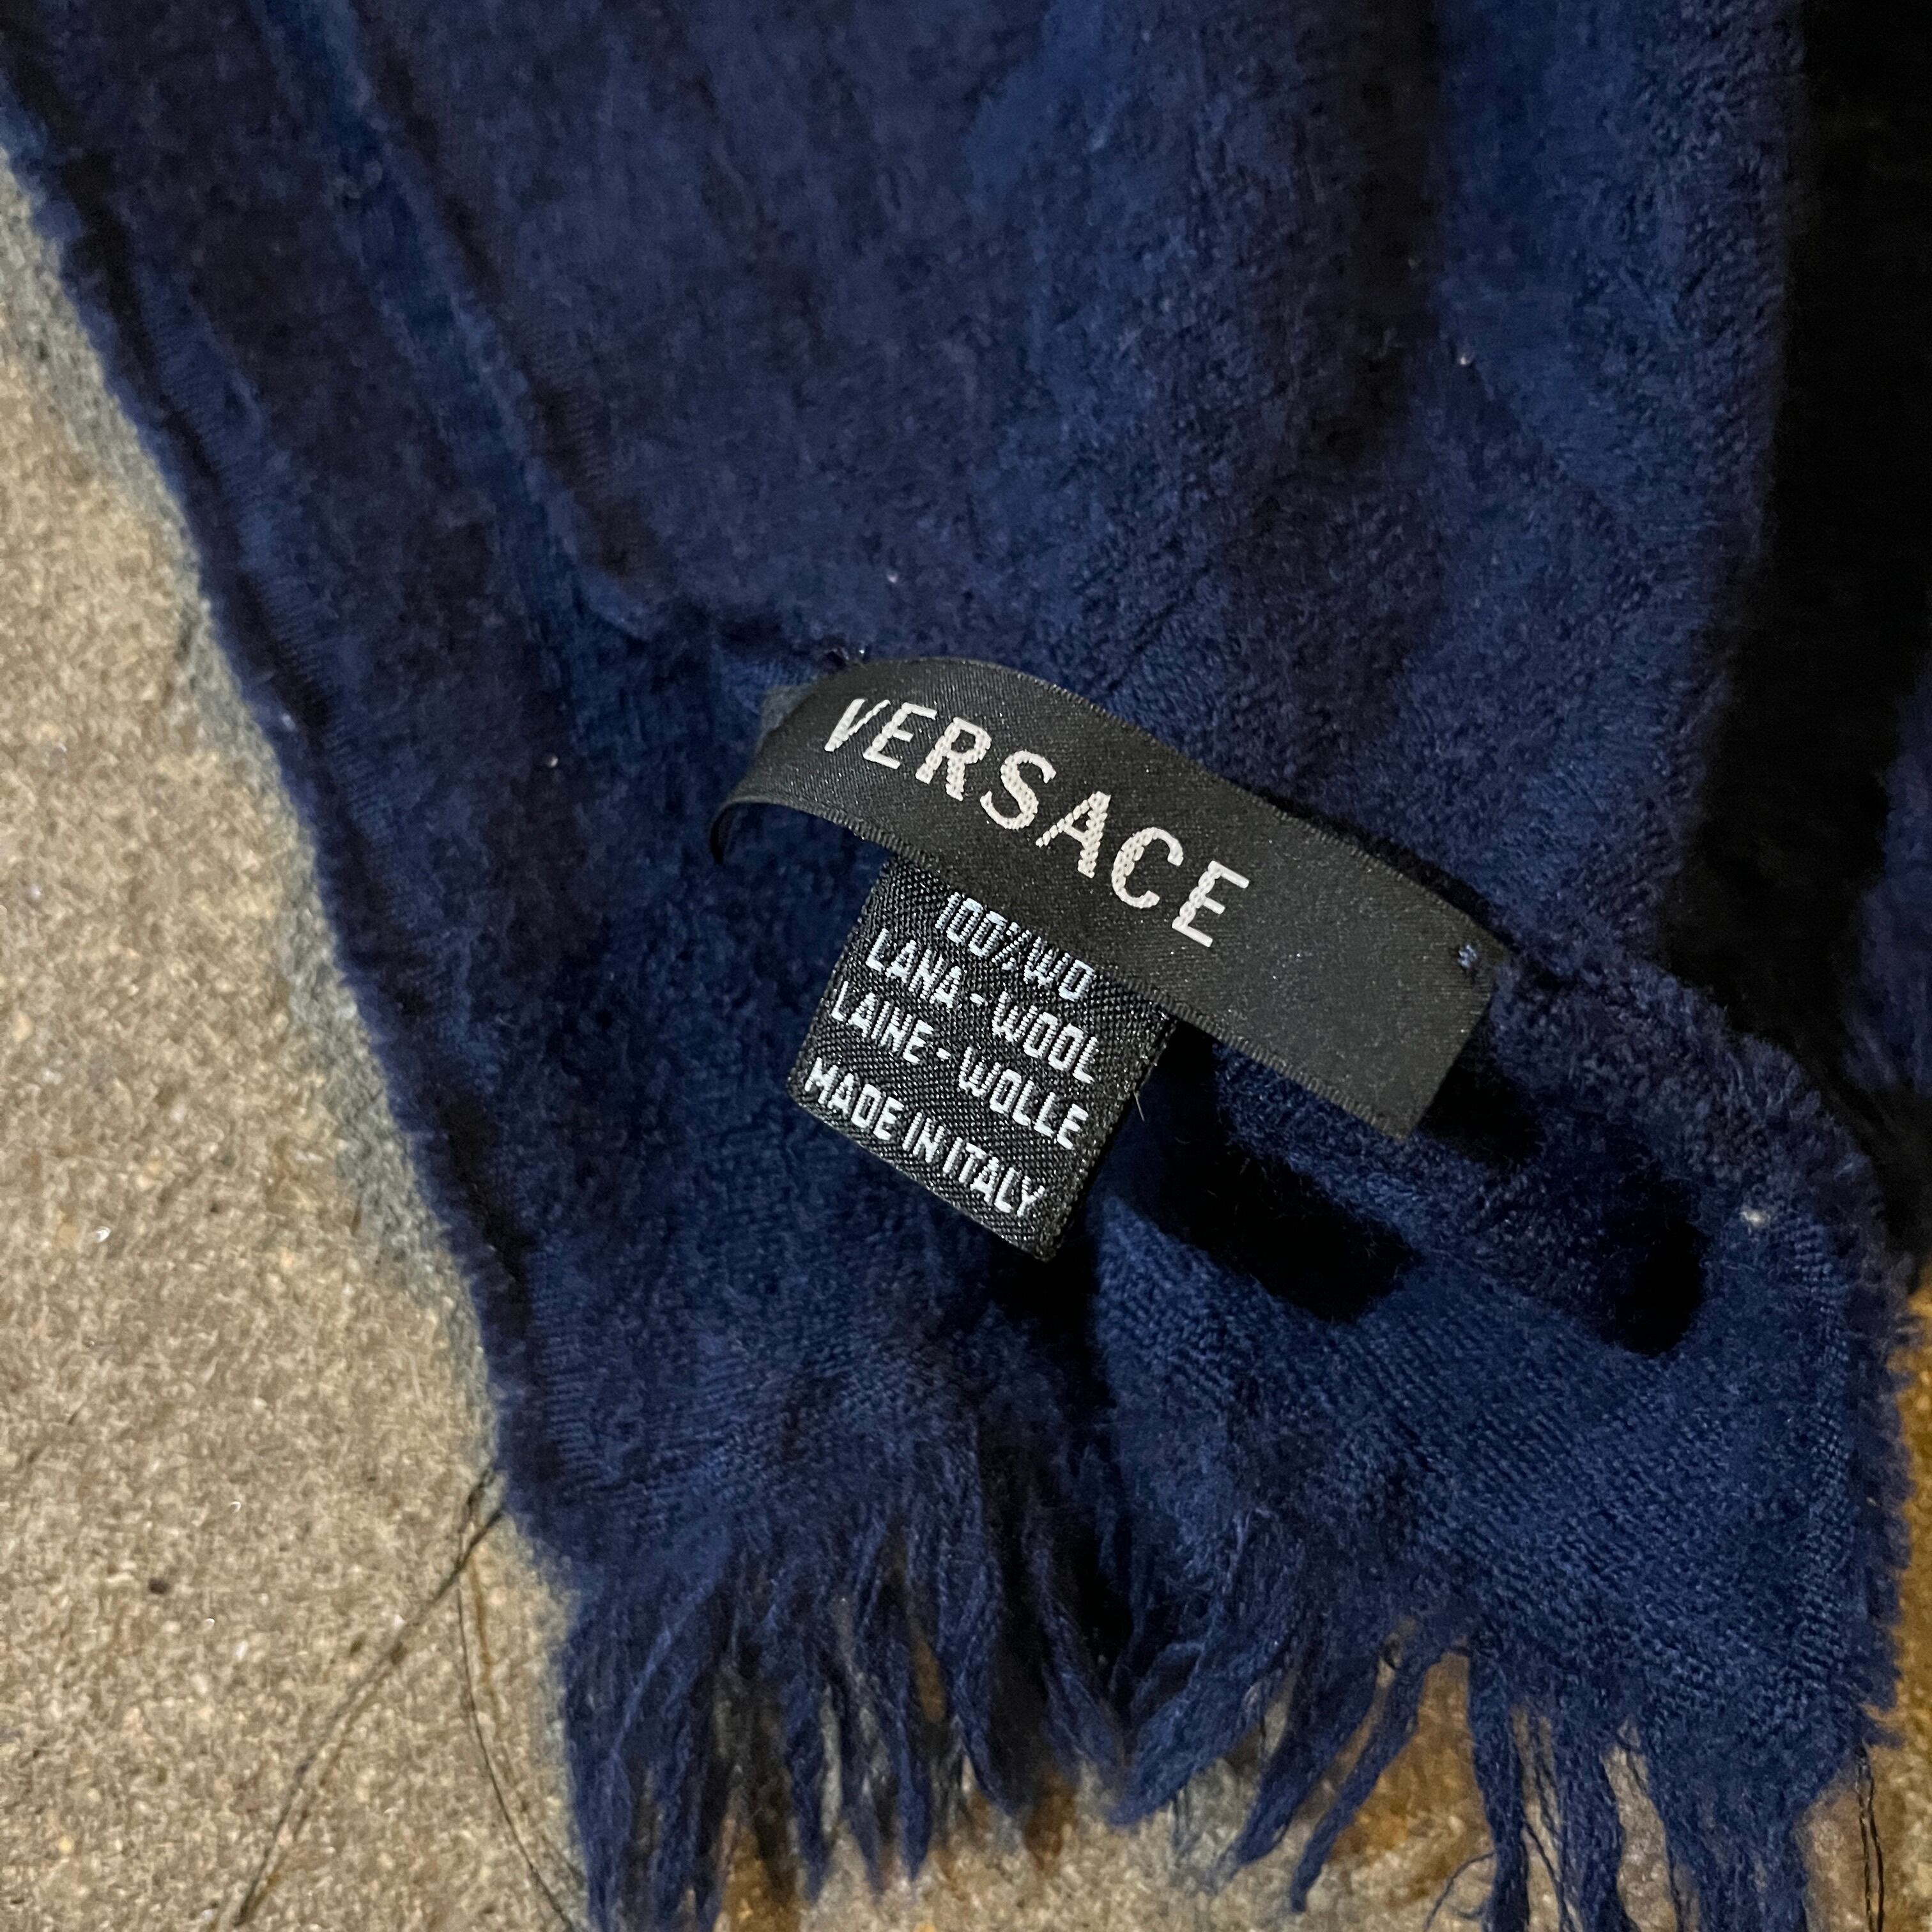 VERSACE
100%WO
LANA-WOOL
LAINE-WOLLE
MADE IN ITALY